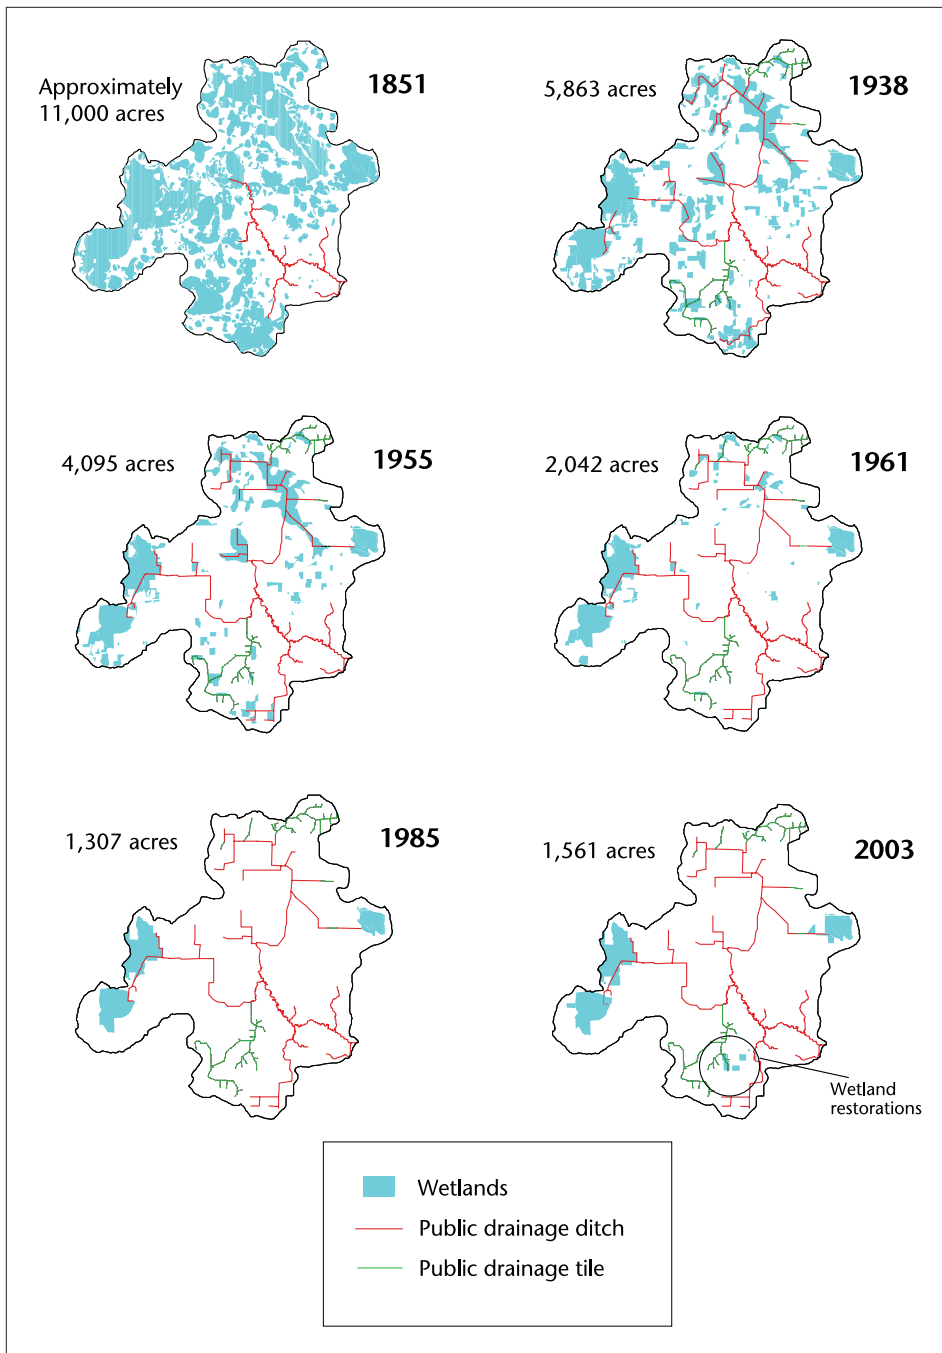 Approximately
11,000 acres
1851
5,863 acres
1938
4,095 acres
1955
2,042 acres
1961
1,307 acres
1985
1,561 acres
2003
Wetland
restorations
Wetlands
Public drainage ditch
Public drainage tile